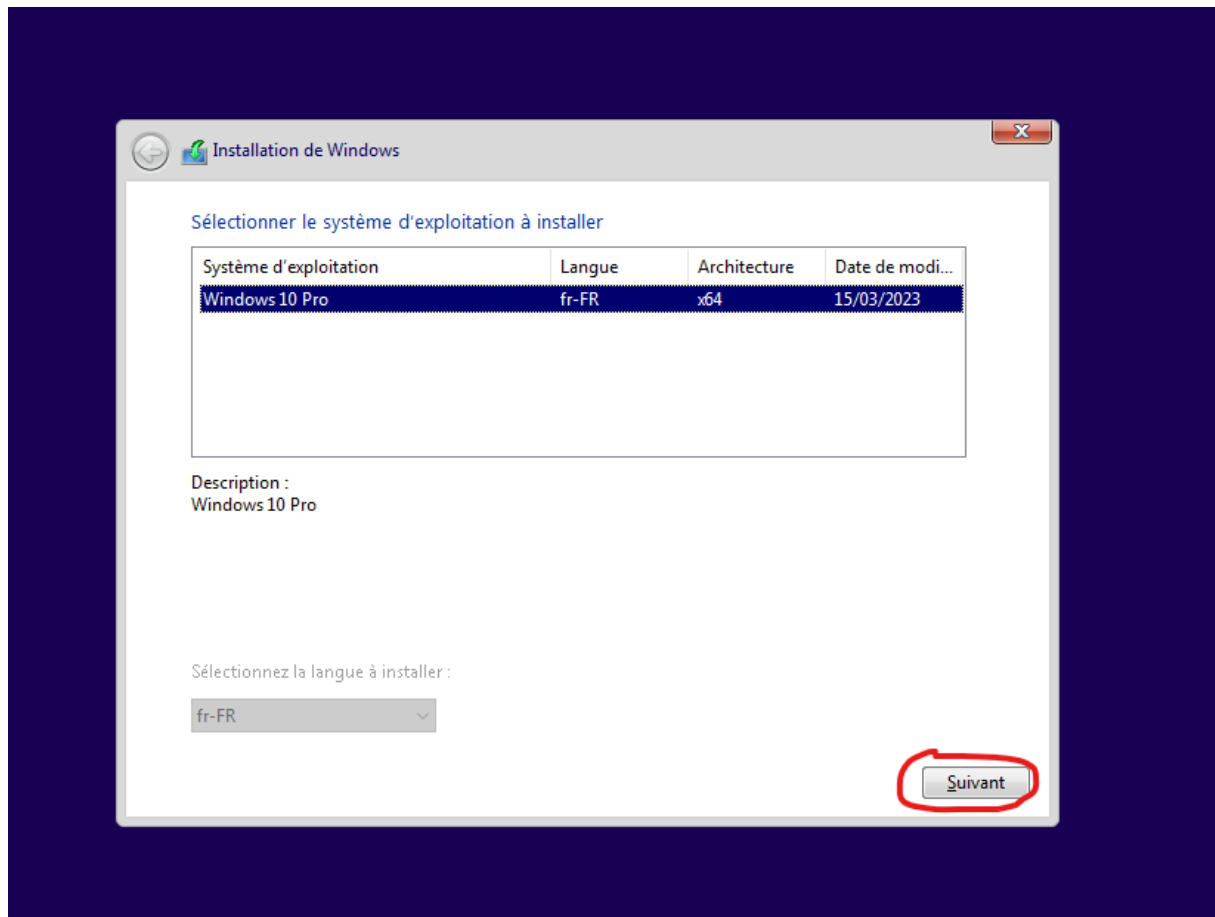 Installation de Windows
Sélectionner le système d'exploitation à installer
Système d'exploitation Langue Architecture Date de modi...
Windows 10 Pro fr-FR x64 15/03/2023
Description :
Windows 10 Pro
Sélectionnez la langue à installer :
fr-FR
Suivant